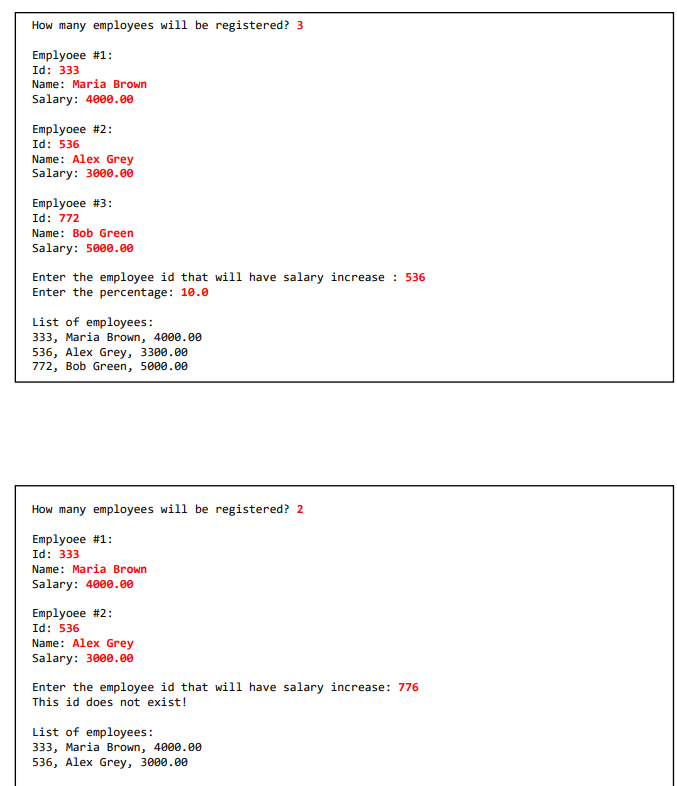 How many employees will be registered? 3
Emplyoee #1:
Id: 333
Name: Maria Brown
Salary: 4000.00
Emplyoee #2:
Id: 536
Name: Alex Grey
Salary: 3000.00
Emplyoee #3:
Id: 772
Name: Bob Green
Salary: 5000.00
Enter the employee id that will have salary increase : 536
Enter the percentage: 10.0
List of employees:
333, Maria Brown, 4000.00
536, Alex Grey, 3300.00
772, Bob Green, 5000.00
How many employees will be registered? 2
Emplyoee #1:
Id: 333
Name: Maria Brown
Salary: 4000.00
Emplyoee #2:
Id: 536
Name: Alex Grey
Salary: 3000.00
Enter the employee id that will have salary increase: 776
This id does not exist!
List of employees:
333, Maria Brown, 4000.00
536, Alex Grey, 3000.00